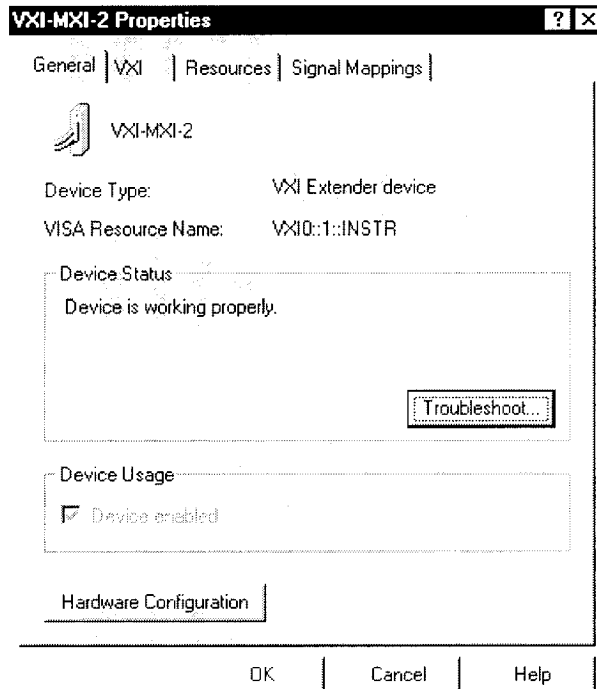 VXI-MXI-2 Properties
General VXI Resources Signal Mappings
VXI-MXI-2
Device Type: VXI Extender device
VISA Resource Name: VXI0::1::INSTR
Device Status
Device is working properly.
Troubleshoot...
Device Usage
Device enabled
Hardware Configuration
OK Cancel Help